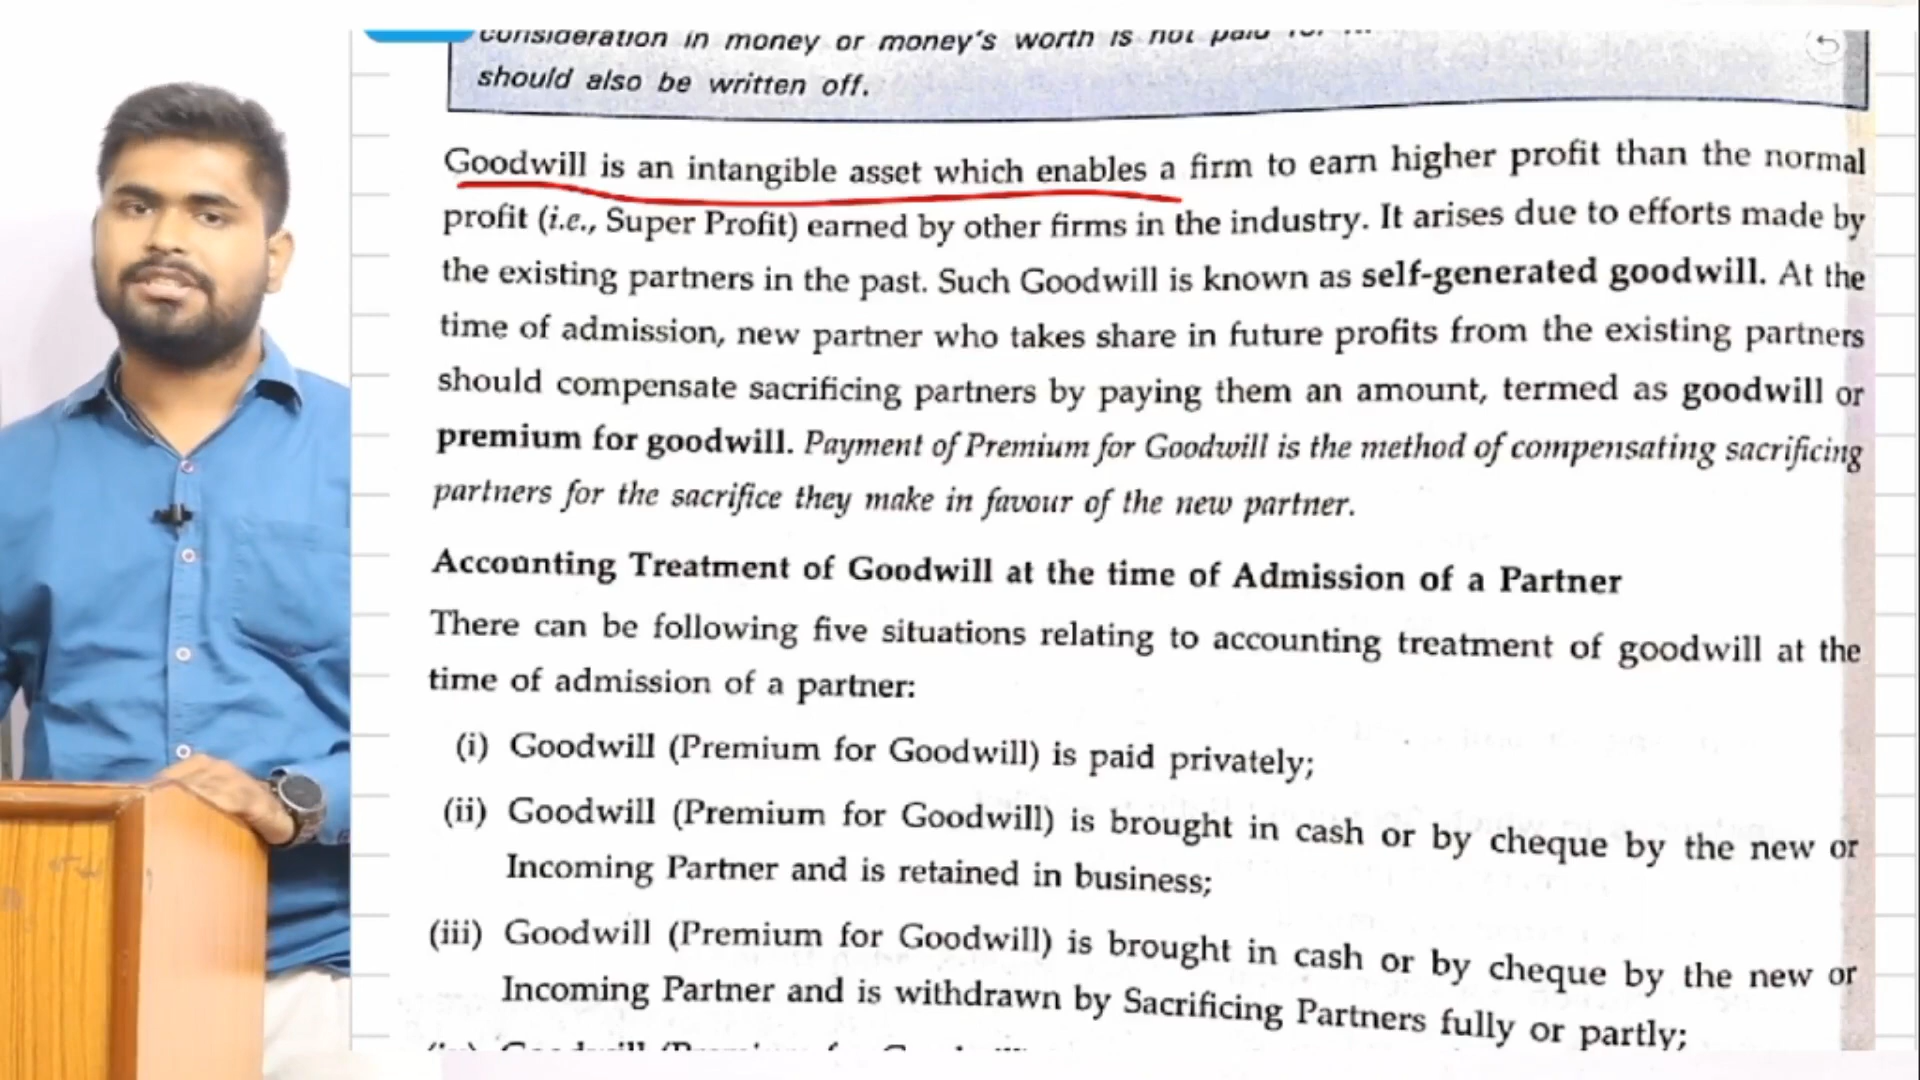 consideration in money or money's worth is not paid
should also be written off.
Goodwill is an intangible asset which enables a firm to earn higher profit than the normal
profit (i.e., Super Profit) earned by other firms in the industry. It arises due to efforts made by
the existing partners in the past. Such Goodwill is known as self-generated goodwill. At the
time of admission, new partner who takes share in future profits from the existing partners
should compensate sacrificing partners by paying them an amount, termed as goodwill or
premium for goodwill. Payment of Premium for Goodwill is the method of compensating sacrificing
partners for the sacrifice they make in favour of the new partner.
Accounting Treatment of Goodwill at the time of Admission of a Partner
There can be following five situations relating to accounting treatment of goodwill at the
time of admission of a partner:
(i) Goodwill (Premium for Goodwill) is paid privately;
(ii) Goodwill (Premium for Goodwill) is brought in cash or by cheque by the new or
Incoming Partner and is retained in business;
(iii) Goodwill (Premium for Goodwill) is brought in cash or by cheque by the new or
Incoming Partner and is withdrawn by Sacrificing Partners fully or partly;